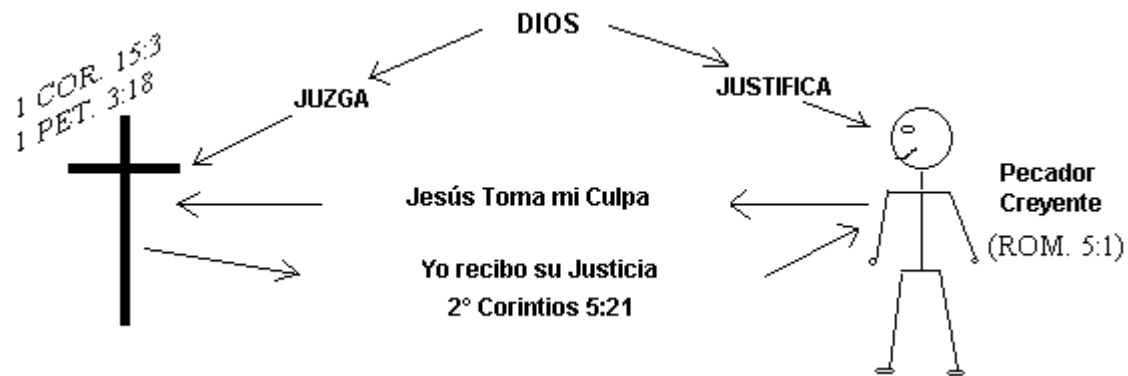 DIOS
1 COR. 15:3
1 PET. 3:18
JUZGA
JUSTIFICA
Jesús Toma mi Culpa
Pecador
Creyente
(ROM. 5:1)
Yo recibo su Justicia
2° Corintios 5:21